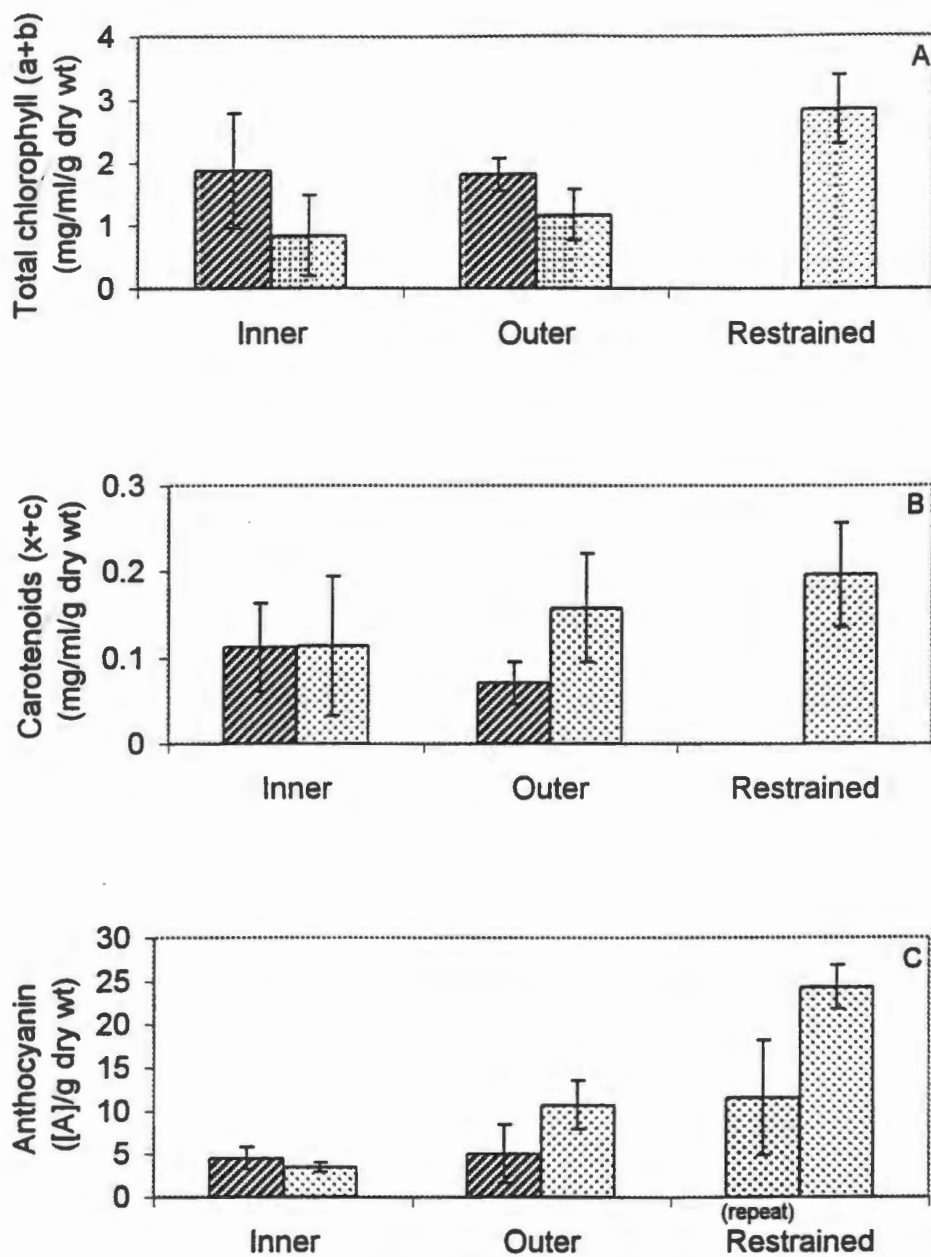 Total chlorophyll (a+b)
(mg/ml/g dry wt)
4
3
2
1
0
A
Inner Outer Restrained
Carotenoids (x+c)
(mg/ml/g dry wt)
0.3
0.2
0.1
0
B
Inner Outer Restrained
Anthocyanin
([A]/g dry wt)
30
25
20
15
10
5
0
C
(repeat)
Inner Outer Restrained